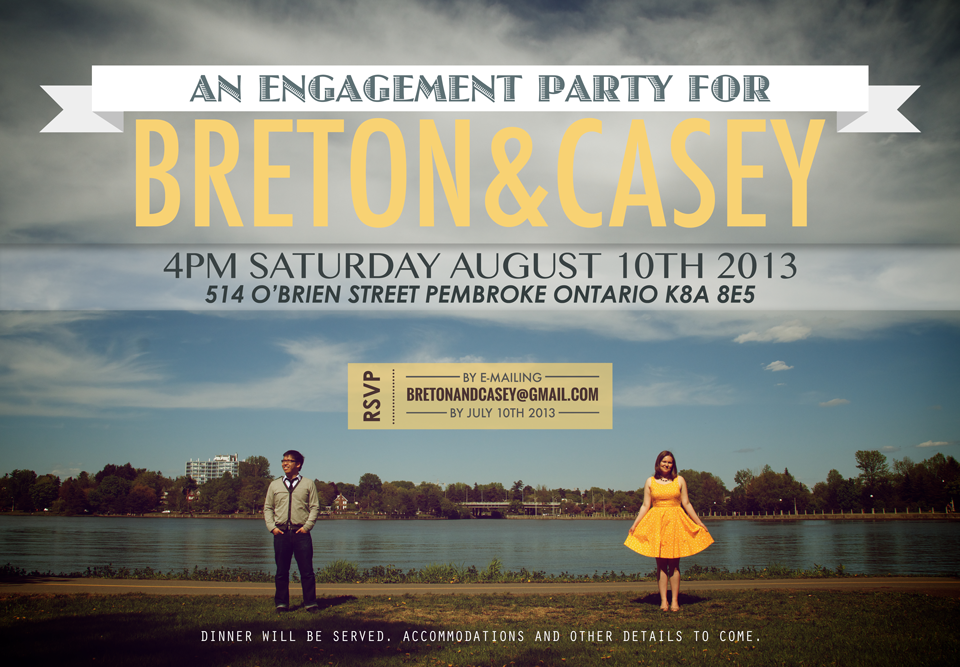 AN ENGAGEMENT PARTY FOR
BRETON&CASEY
4PM SATURDAY AUGUST 10TH 2013
514 O'BRIEN STREET PEMBROKE ONTARIO K8A 8E5
RSVP
BY E-MAILING
BRETONANDCASEY@GMAIL.COM
BY JULY 10TH 2013
DINNER WILL BE SERVED. ACCOMMODATIONS AND OTHER DETAILS TO COME.